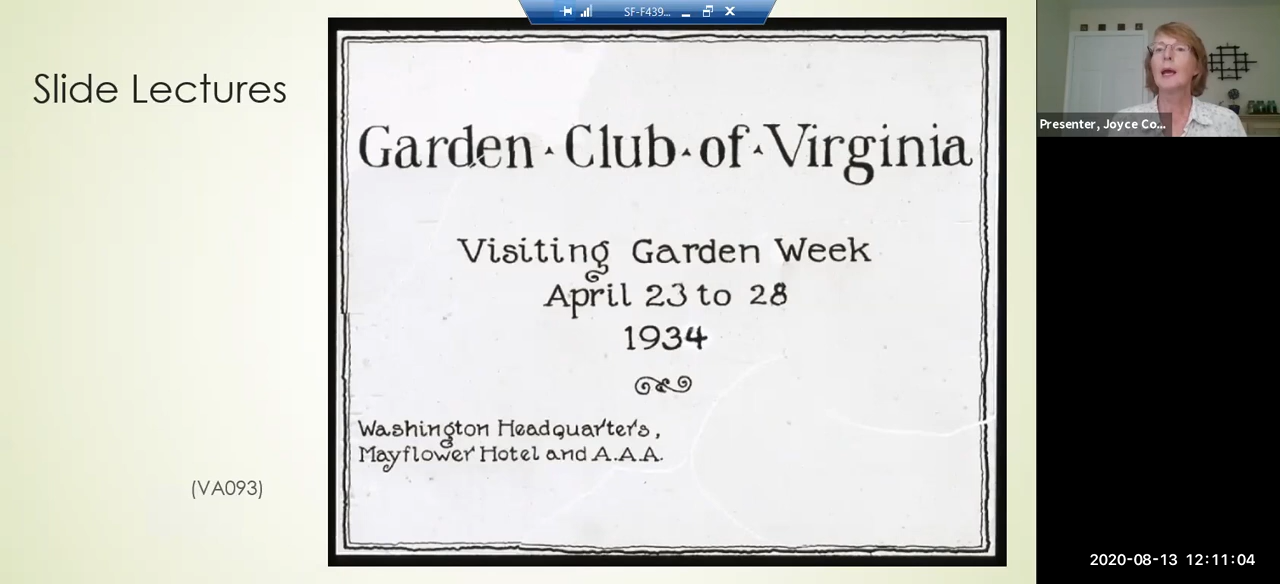 SF-F439...
Slide Lectures
Garden · Club · of · Virginia
Visiting Garden Week
April 23 to 28
1934
Washington Headquarters,
Mayflower Hotel and A.A.A.
(VA093)
Presenter, Joyce Co...
2020-08-13 12:11:04